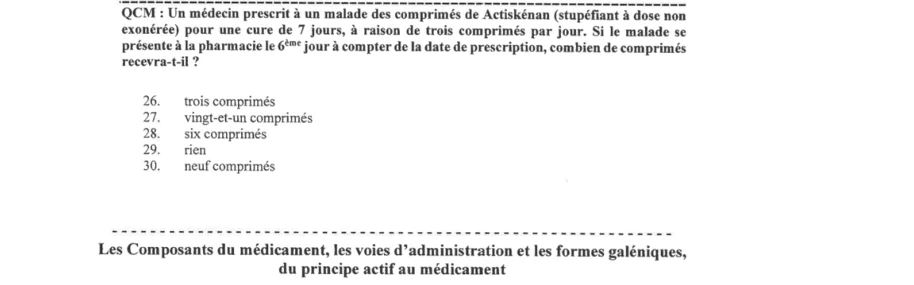 QCM : Un médecin prescrit à un malade des comprimés de Actiskénan (stupéfiant à dose non
exonérée) pour une cure de 7 jours, à raison de trois comprimés par jour. Si le malade se
présente à la pharmacie le 6ème jour à compter de la date de prescription, combien de comprimés
recevra-t-il ?
26. trois comprimés
27. vingt-et-un comprimés
28. six comprimés
29. rien
30. neuf comprimés
Les Composants du médicament, les voies d'administration et les formes galéniques,
du principe actif au médicament